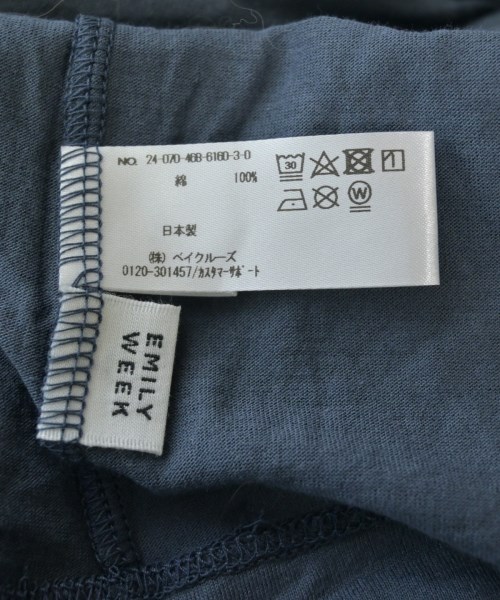 NO. 24-070-468-6160-3-0
綿 100%
日本製
(株) ベイクルーズ
0120-301457/カスタマーサポート
30
W
EMILY
WEEK